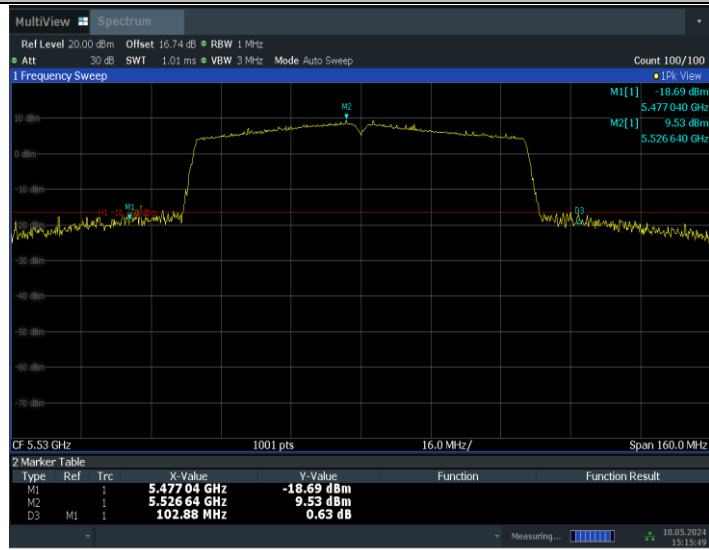 MultiView Spectrum
Ref Level 20.00 dBm Offset 16.74 dB RBW 1 MHz
Att 30 dB SWT 1.01 ms VBW 3 MHz Mode Auto Sweep Count 100/100
1 Frequency Sweep 1Pk View
M1[1] -18.69 dBm
5.477 040 GHz
M2[1] 9.53 dBm
5.526 640 GHz
M2
10 dBm
0 dBm
-10 dBm
M1
D3
-20 dBm
-30 dBm
-40 dBm
-50 dBm
-60 dBm
-70 dBm
CF 5.53 GHz 1001 pts 16.0 MHz/ Span 160.0 MHz
2 Marker Table
Type Ref Trc X-Value Y-Value Function Function Result
M1 1 5.477 04 GHz -18.69 dBm
M2 1 5.526 64 GHz 9.53 dBm
D3 M1 1 102.88 MHz 0.63 dB
Measuring... 10.05.2024
15:15:49